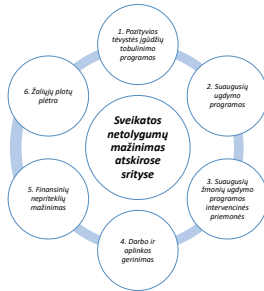 1. Pozityvios
tėvystės įgūdžių
tobulinimo
programos
2. Suaugusių
ugdymo
programos
3. Suaugusių
žmonių ugdymo
programos
intervencinės
priemonės
4. Darbo ir
aplinkos
gerinimas
5. Finansinių
nepriteklių
mažinimas
6. Žaliųjų plotų
plėtra
Sveikatos
netolygumų
mažinimas
atskirose
srityse